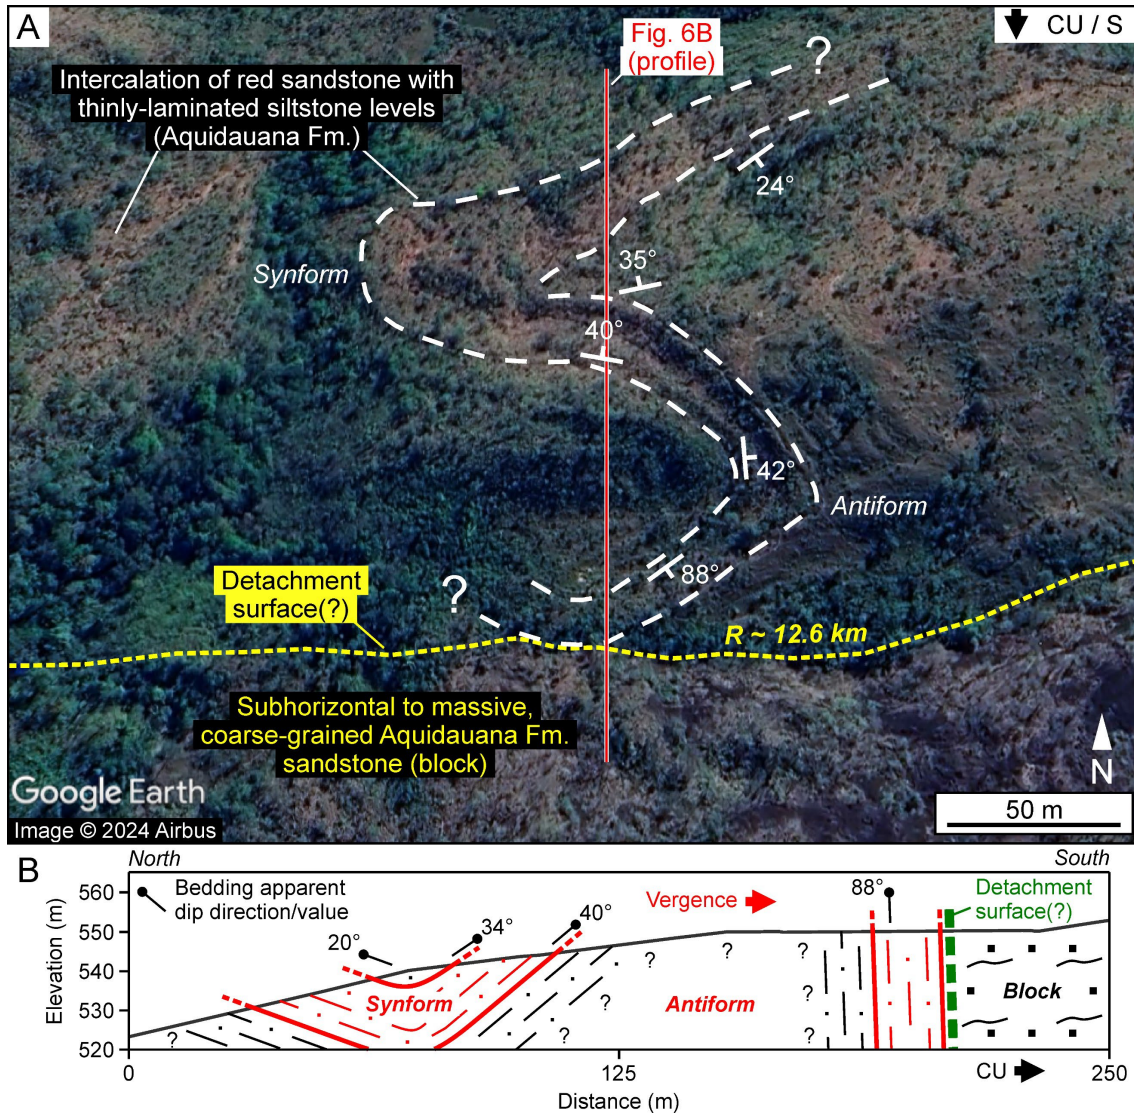 A
CU / S
Fig. 6B
(profile)
?
Intercalation of red sandstone with
thinly-laminated siltstone levels
(Aquidauana Fm.)
24°
Synform
35°
40°
42°
Antiform
88°
?
Detachment
surface(?)
R ~ 12.6 km
Subhorizontal to massive,
coarse-grained Aquidauana Fm.
sandstone (block)
N
Google Earth
Image © 2024 Airbus
50 m
B
North
South
Elevation (m)
560
550
540
530
520
Bedding apparent
dip direction/value
20°
34°
40°
Vergence
88°
Detachment
surface(?)
Synform
Antiform
Block
?
?
?
?
?
?
?
?
?
CU
0
125
250
Distance (m)